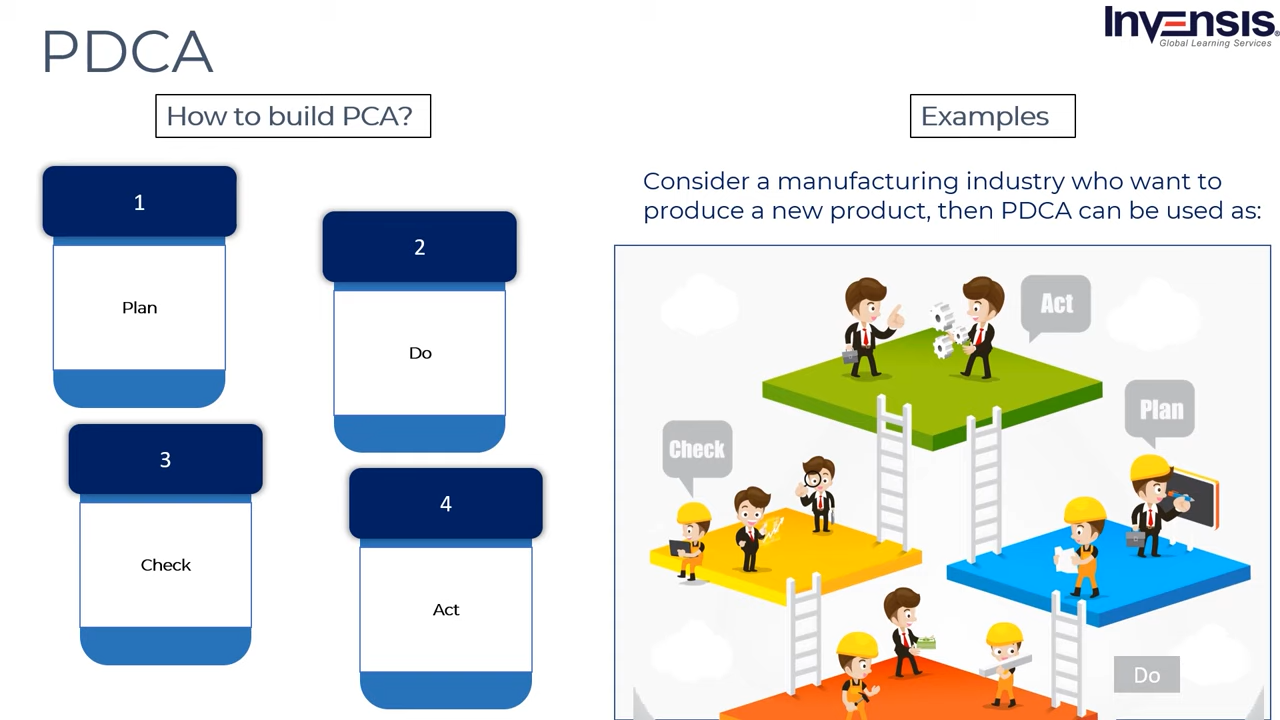 PDCA
Invensis®
Global Learning Services
How to build PCA?
1
Plan
2
Do
3
Check
4
Act
Examples
Consider a manufacturing industry who want to
produce a new product, then PDCA can be used as:
Act
Plan
Check
Do